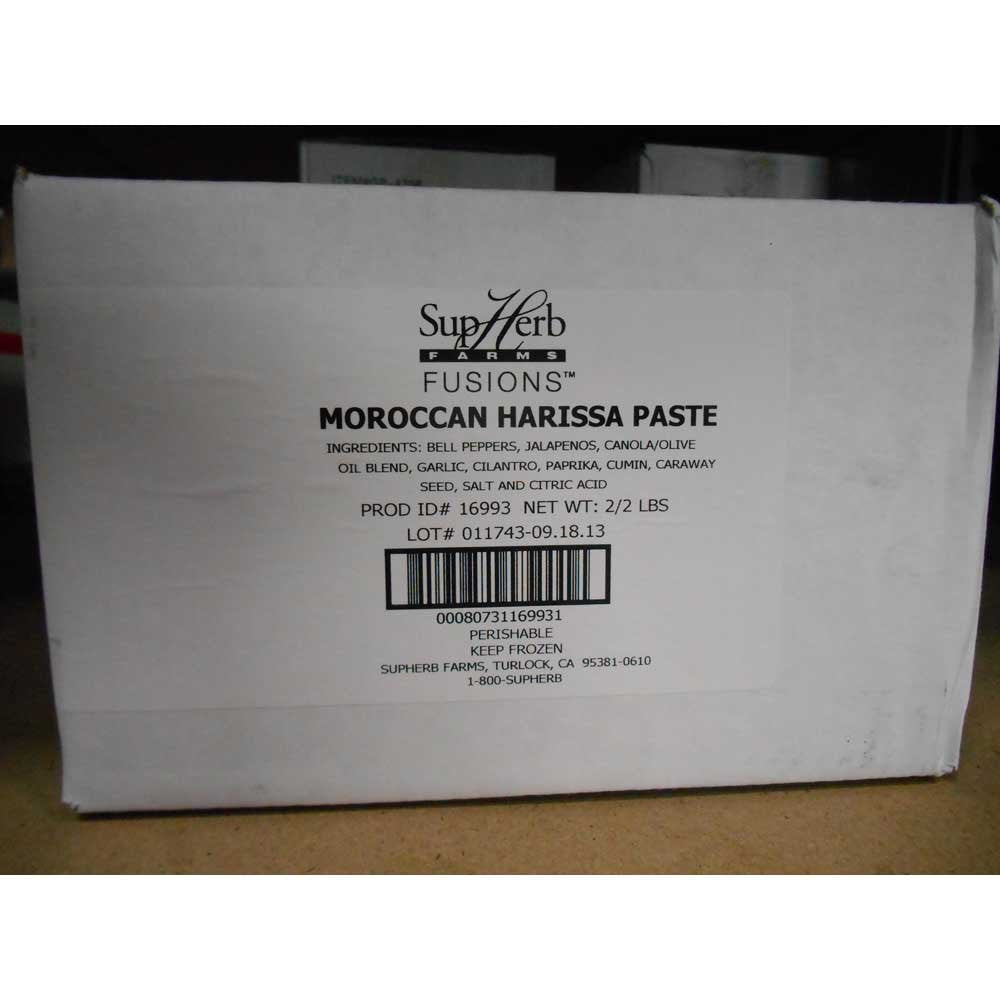 SupHerb
FARMS
FUSIONS™
MOROCCAN HARISSA PASTE
INGREDIENTS: BELL PEPPERS, JALAPENOS, CANOLA/OLIVE
OIL BLEND, GARLIC, CILANTRO, PAPRIKA, CUMIN, CARAWAY
SEED, SALT AND CITRIC ACID
PROD ID# 16993 NET WT: 2/2 LBS
LOT# 011743-09.18.13
00080731169931
PERISHABLE
KEEP FROZEN
SUPHERB FARMS, TURLOCK, CA 95381-0610
1-800-SUPHERB